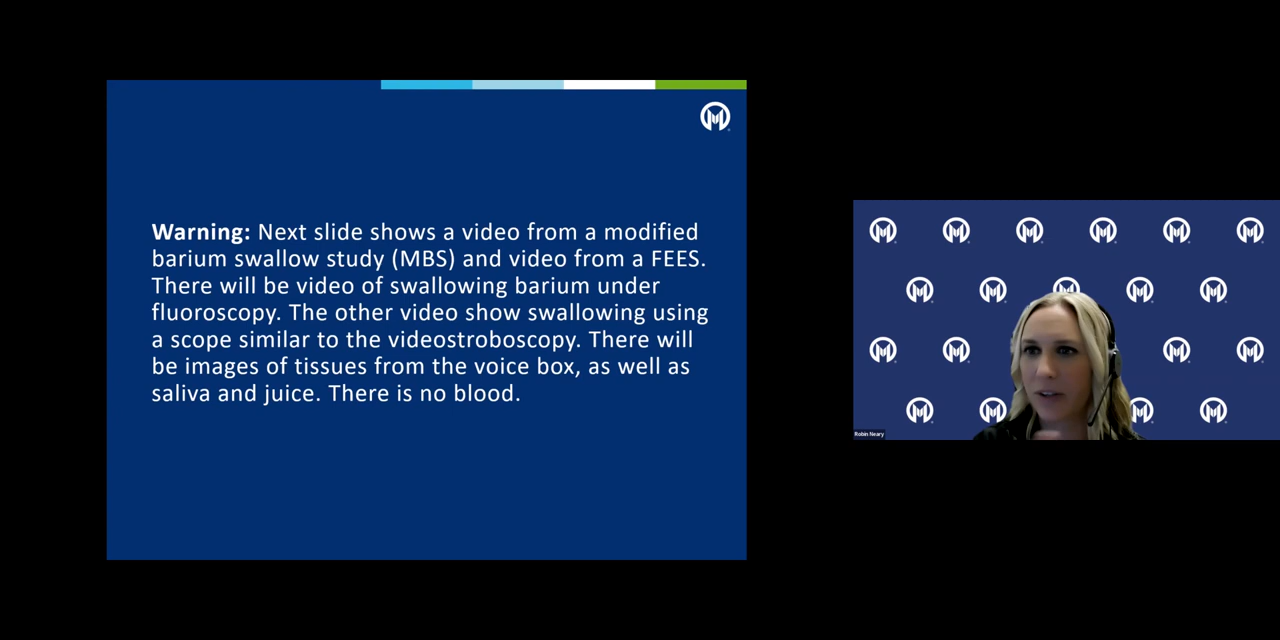 Warning: Next slide shows a video from a modified
barium swallow study (MBS) and video from a FEES.
There will be video of swallowing barium under
fluoroscopy. The other video show swallowing using
a scope similar to the videostroboscopy. There will
be images of tissues from the voice box, as well as
saliva and juice. There is no blood.
Robin Neary